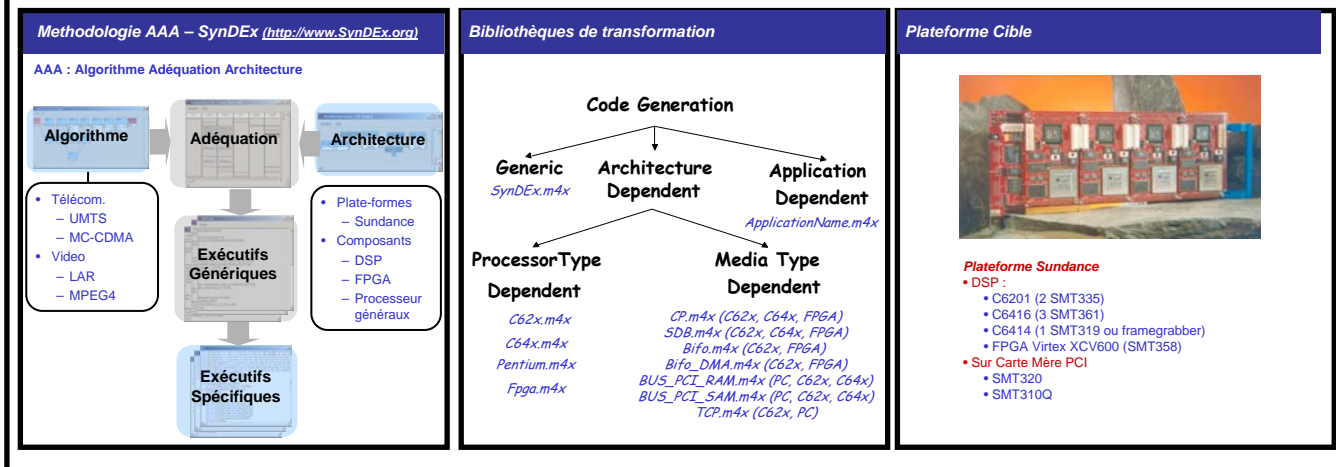 Methodologie AAA – SynDEx (http://www.SynDEx.org)
AAA : Algorithme Adéquation Architecture
Algorithme
Adéquation
Architecture
• Télécom.
– UMTS
– MC-CDMA
• Video
– LAR
– MPEG4
Exécutifs
Génériques
• Plate-formes
– Sundance
• Composants
– DSP
– FPGA
– Processeur
généraux
Exécutifs
Spécifiques
Bibliothèques de transformation
Code Generation
Generic
SynDEx.m4x
Architecture
Dependent
Application
Dependent
ApplicationName.m4x
ProcessorType
Dependent
C62x.m4x
C64x.m4x
Pentium.m4x
Fpga.m4x
Media Type
Dependent
CP.m4x (C62x, C64x, FPGA)
SDB.m4x (C62x, C64x, FPGA)
Bifo.m4x (C62x, FPGA)
Bifo_DMA.m4x (C62x, FPGA)
BUS_PCI_RAM.m4x (PC, C62x, C64x)
BUS_PCI_SAM.m4x (PC, C62x, C64x)
TCP.m4x (C62x, PC)
Plateforme Cible
Plateforme Sundance
• DSP :
• C6201 (2 SMT335)
• C6416 (3 SMT361)
• C6414 (1 SMT319 ou framegrabber)
• FPGA Virtex XCV600 (SMT358)
• Sur Carte Mère PCI
• SMT320
• SMT310Q